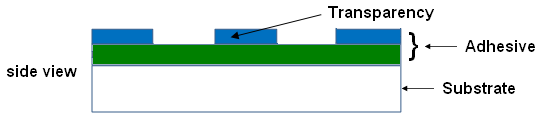 Transparency
Adhesive
side view
Substrate